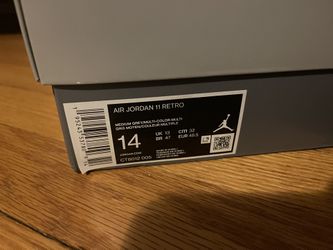 AIR JORDAN 11 RETRO
MEDIUM GREY/MULTI-COLOR-MULTI
GRIS MOYEN/COULEUR-MULTIPLE
14
UK 13 CM 32
BR 47 EUR 48.5
CT8012 005